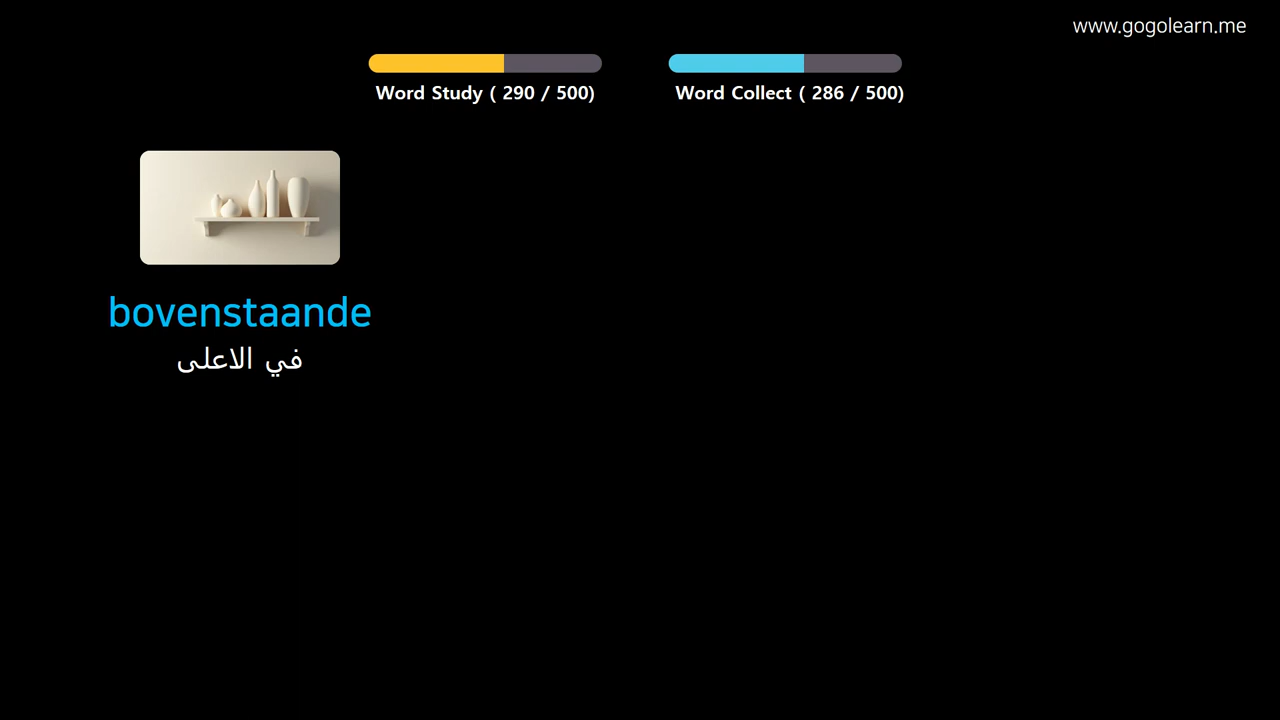 www.gogolearn.me
Word Study ( 290 / 500)
Word Collect ( 286 / 500)
bovenstaande
في الاعلى